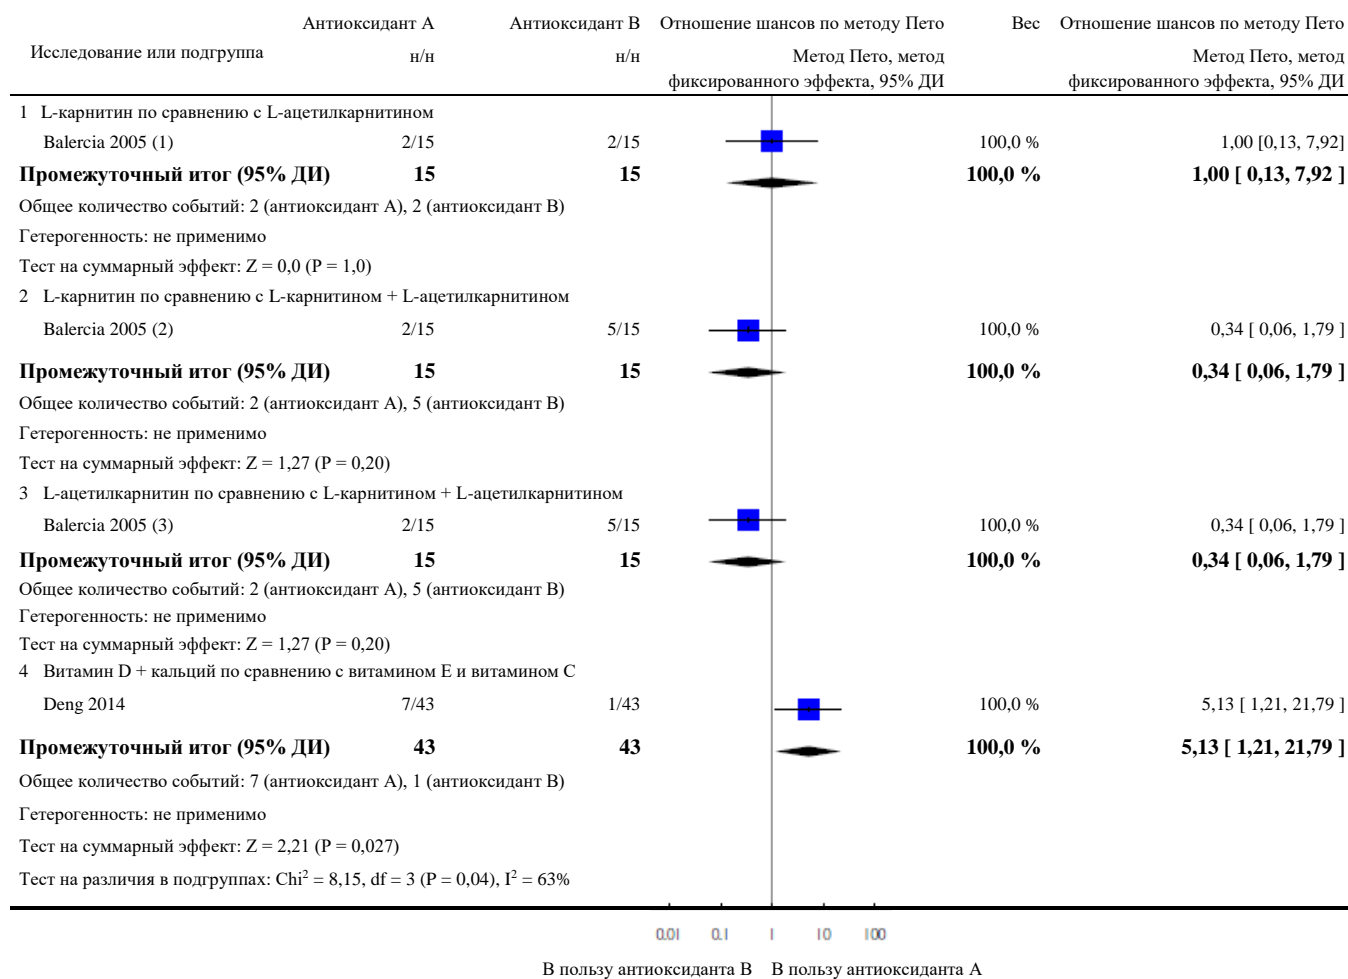 Антиоксидант A Антиоксидант B Отношение шансов по методу Пето Вес Отношение шансов по методу Пето
Исследование или подгруппа н/н н/н Метод Пето, метод фиксированного эффекта, 95% ДИ Метод Пето, метод фиксированного эффекта, 95% ДИ
1 L-карнитин по сравнению с L-ацетилкарнитином
Balercia 2005 (1) 2/15 2/15 100,0 % 1,00 [0,13, 7,92]
Промежуточный итог (95% ДИ) 15 15 100,0 % 1,00 [ 0,13, 7,92 ]
Общее количество событий: 2 (антиоксидант A), 2 (антиоксидант B)
Гетерогенность: не применимо
Тест на суммарный эффект: Z = 0,0 (P = 1,0)
2 L-карнитин по сравнению с L-карнитином + L-ацетилкарнитином
Balercia 2005 (2) 2/15 5/15 100,0 % 0,34 [ 0,06, 1,79 ]
Промежуточный итог (95% ДИ) 15 15 100,0 % 0,34 [ 0,06, 1,79 ]
Общее количество событий: 2 (антиоксидант A), 5 (антиоксидант B)
Гетерогенность: не применимо
Тест на суммарный эффект: Z = 1,27 (P = 0,20)
3 L-ацетилкарнитин по сравнению с L-карнитином + L-ацетилкарнитином
Balercia 2005 (3) 2/15 5/15 100,0 % 0,34 [ 0,06, 1,79 ]
Промежуточный итог (95% ДИ) 15 15 100,0 % 0,34 [ 0,06, 1,79 ]
Общее количество событий: 2 (антиоксидант A), 5 (антиоксидант B)
Гетерогенность: не применимо
Тест на суммарный эффект: Z = 1,27 (P = 0,20)
4 Витамин D + кальций по сравнению с витамином E и витамином C
Deng 2014 7/43 1/43 100,0 % 5,13 [ 1,21, 21,79 ]
Промежуточный итог (95% ДИ) 43 43 100,0 % 5,13 [ 1,21, 21,79 ]
Общее количество событий: 7 (антиоксидант A), 1 (антиоксидант B)
Гетерогенность: не применимо
Тест на суммарный эффект: Z = 2,21 (P = 0,027)
Тест на различия в подгруппах: Chi² = 8,15, df = 3 (P = 0,04), I² = 63%
0.01 0.1 1 10 100
В пользу антиоксиданта B В пользу антиоксиданта A